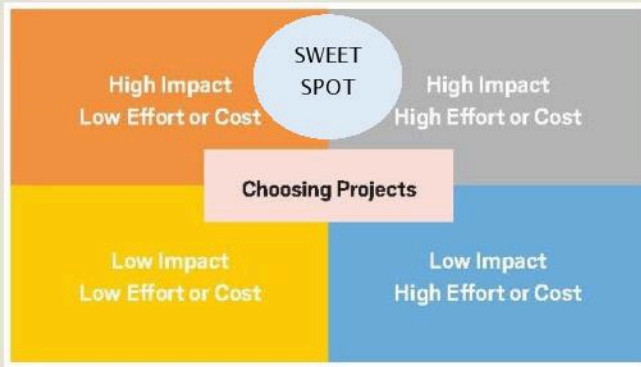 SWEET
SPOT
High Impact
Low Effort or Cost
High Impact
High Effort or Cost
Choosing Projects
Low Impact
Low Effort or Cost
Low Impact
High Effort or Cost